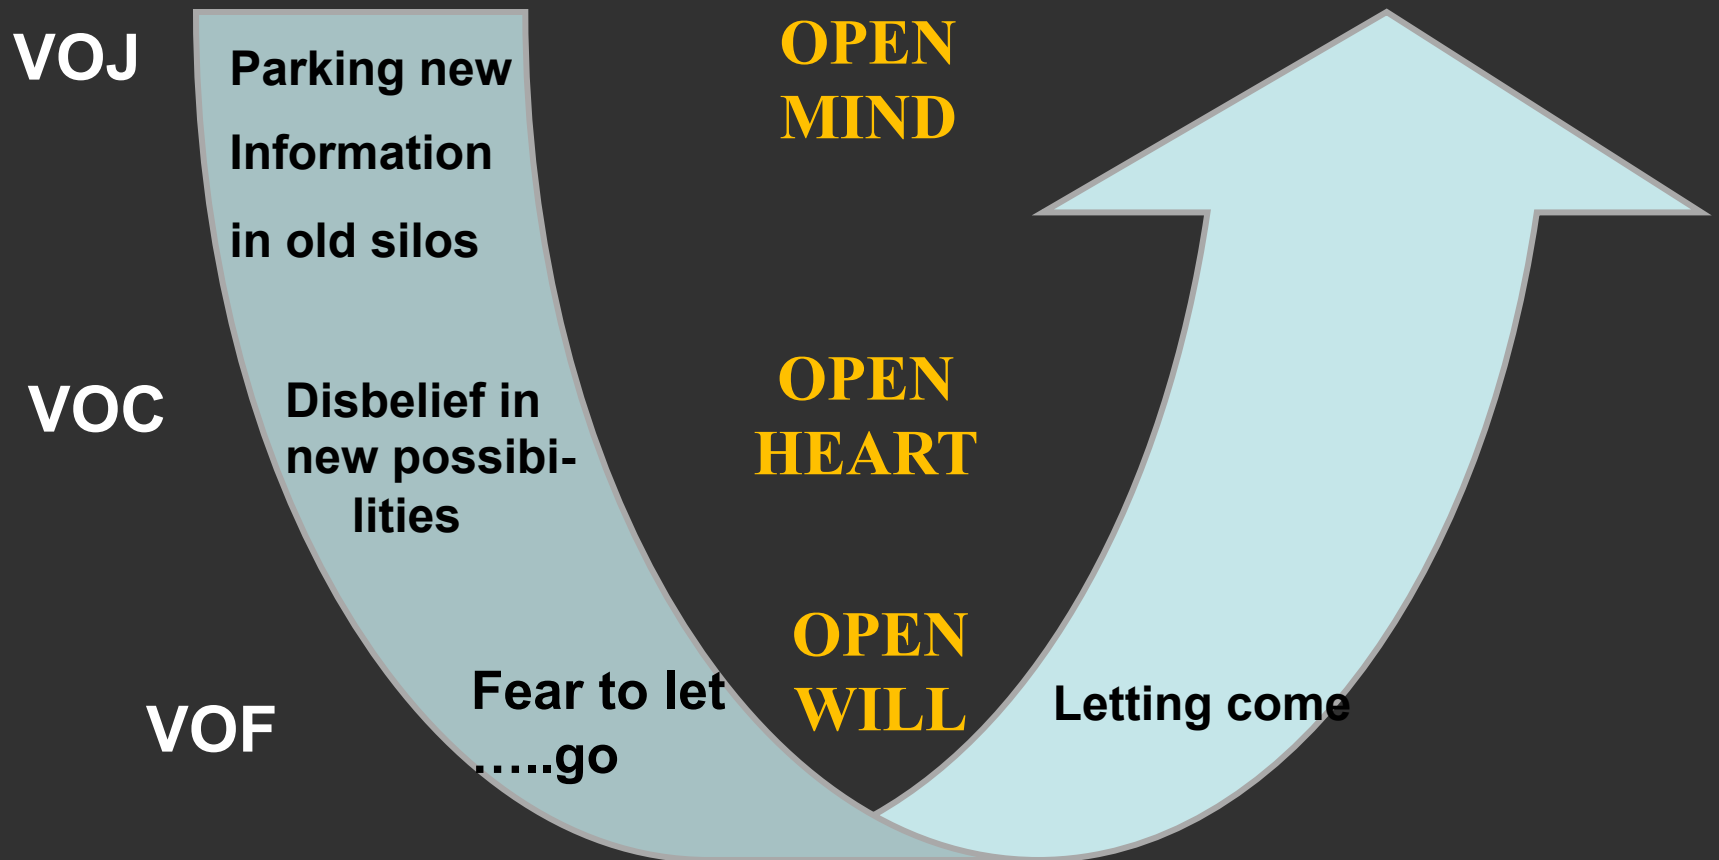 VOJ
Parking new
Information
in old silos
OPEN
MIND
VOC
Disbelief in
new possibi-
lities
OPEN
HEART
VOF
Fear to let
…..go
OPEN
WILL
Letting come